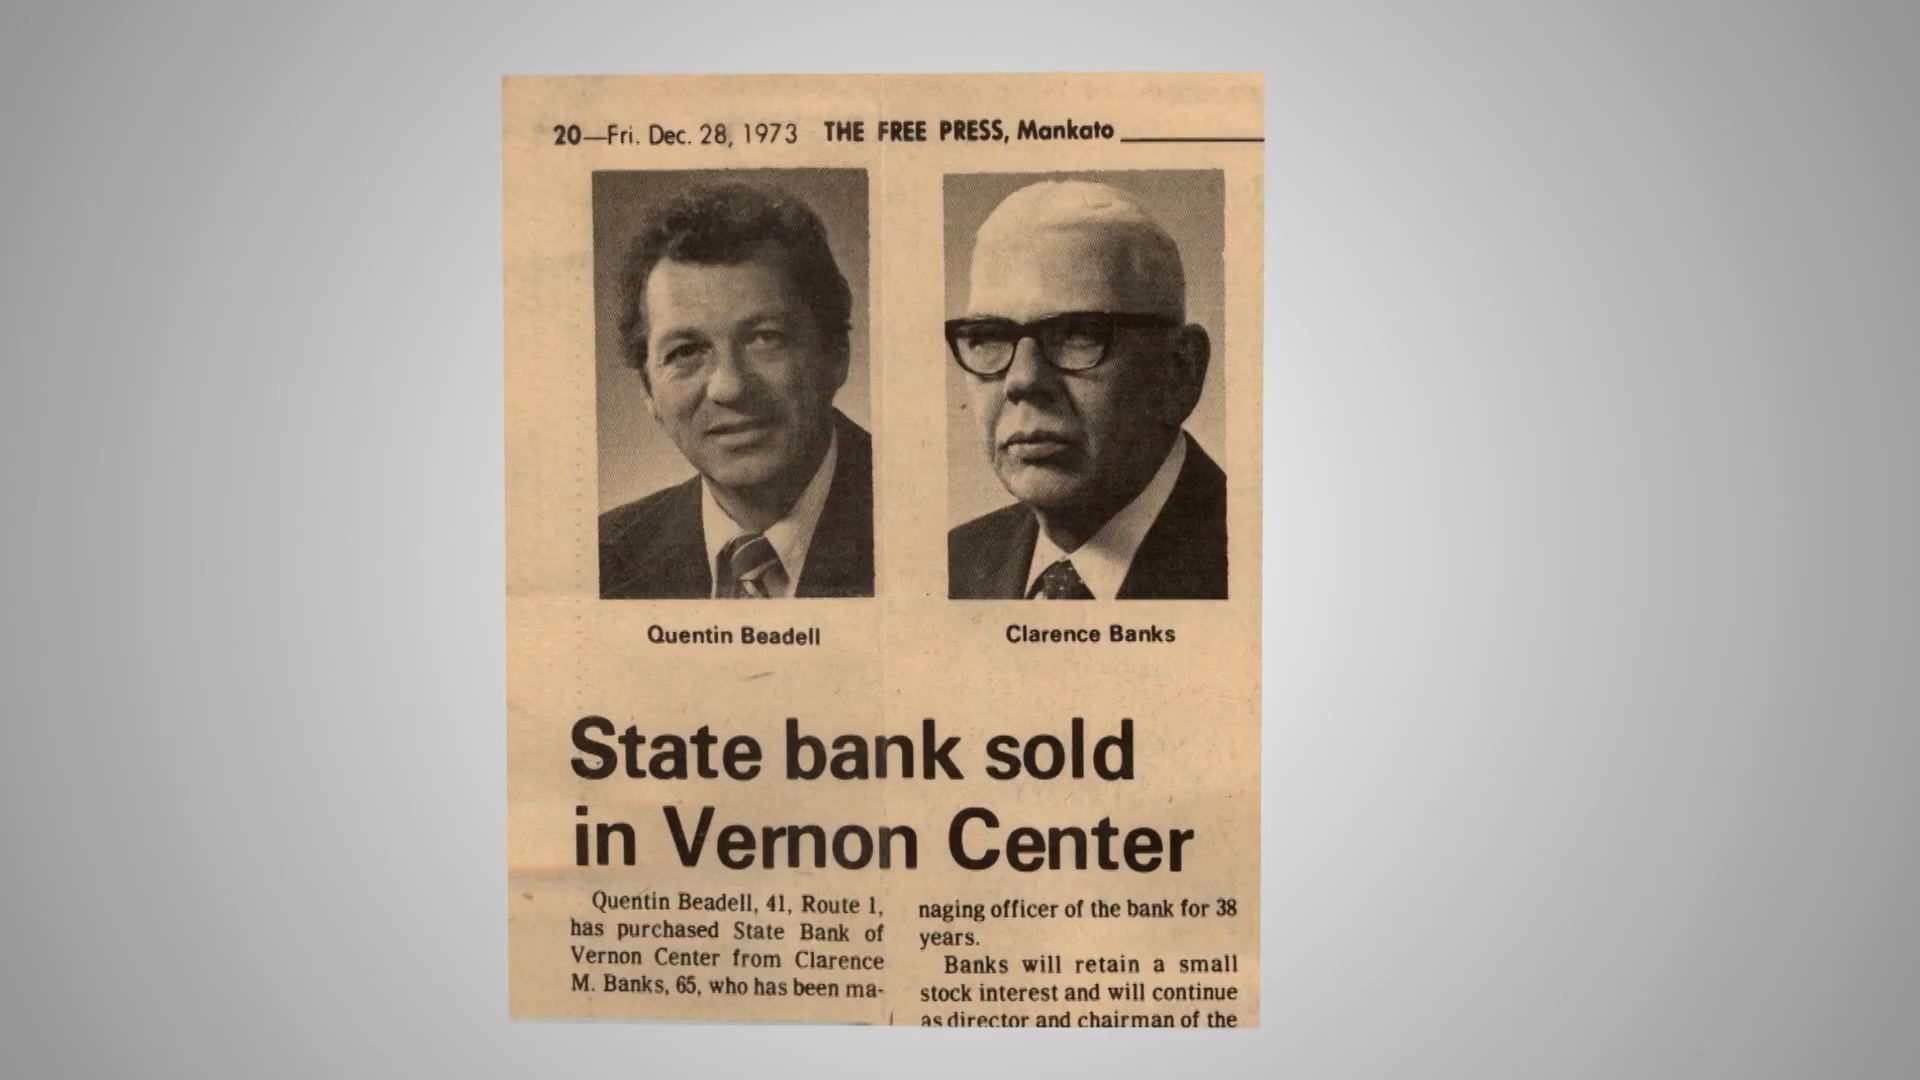 20—Fri. Dec. 28, 1973 THE FREE PRESS, Mankato
Quentin Beadell
Clarence Banks
State bank sold
in Vernon Center
Quentin Beadell, 41, Route 1,
has purchased State Bank of
Vernon Center from Clarence
M. Banks, 65, who has been ma-
naging officer of the bank for 38
years.
Banks will retain a small
stock interest and will continue
as director and chairman of the